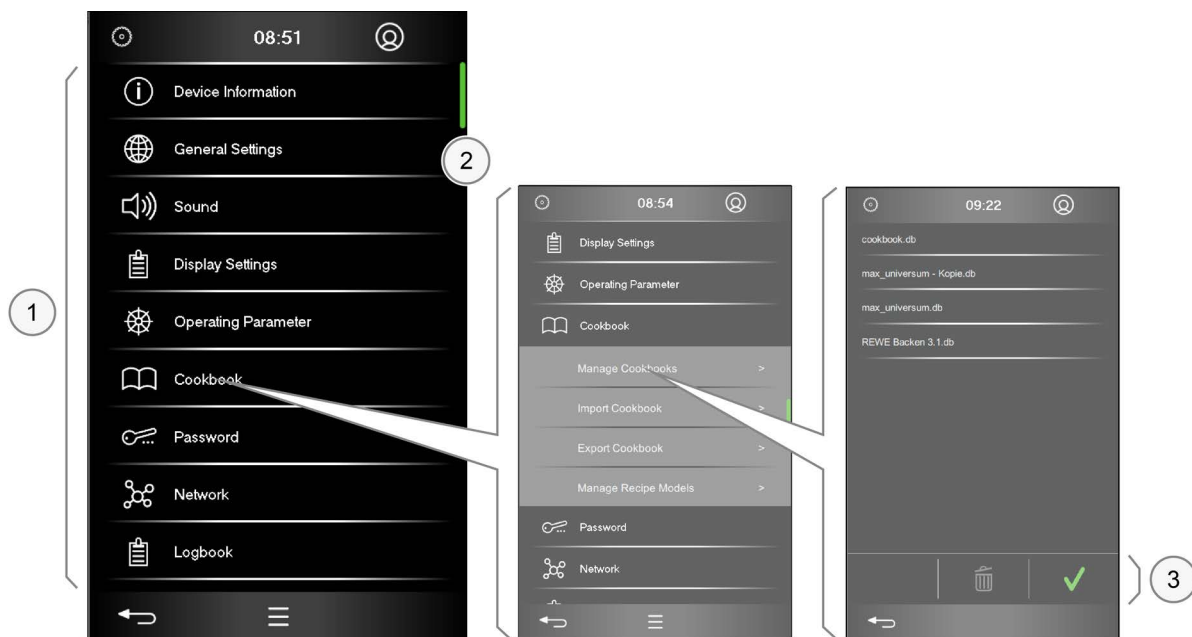 08:51
Device Information
General Settings
2
Sound
Display Settings
1
Operating Parameter
Cookbook
Password
Network
Logbook
08:54
Display Settings
Operating Parameter
Cookbook
Manage Cookbooks >
Import Cookbook >
Export Cookbook >
Manage Recipe Models >
Password
Network
09:22
cookbook.db
max_universum - Kopie.db
max_universum.db
REWE Backen 3.1.db
3